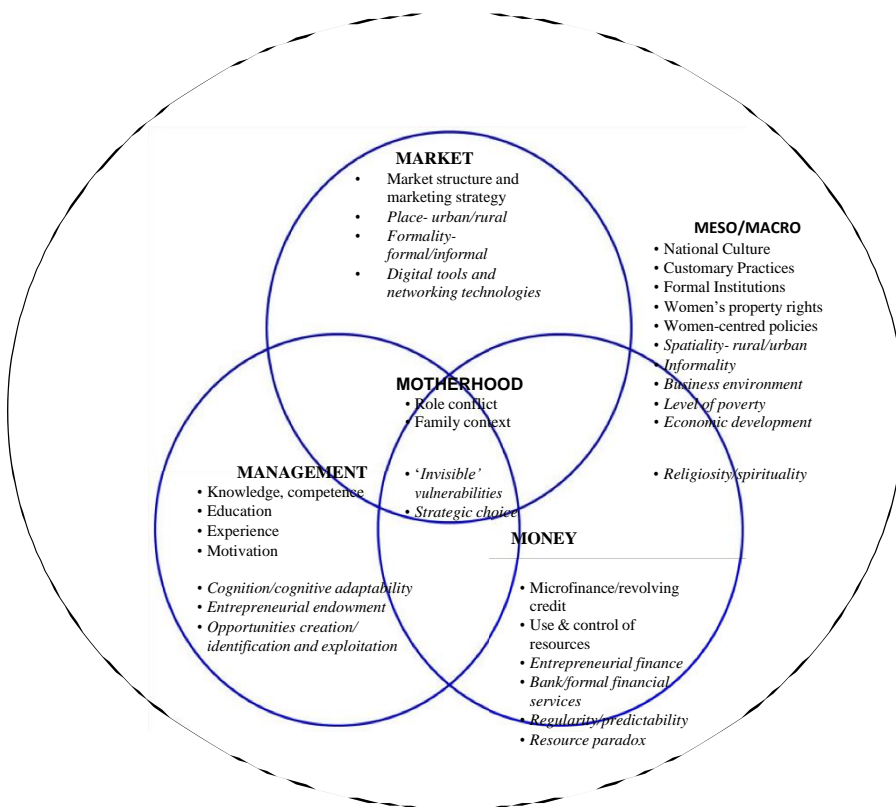 MARKET
• Market structure and
marketing strategy
• Place- urban/rural
• Formality-
formal/informal
• Digital tools and
networking technologies
MESO/MACRO
• National Culture
• Customary Practices
• Formal Institutions
• Women’s property rights
• Women-centred policies
• Spatiality- rural/urban
• Informality
• Business environment
• Level of poverty
• Economic development
• Religiosity/spirituality
MOTHERHOOD
• Role conflict
• Family context
• ‘Invisible’
vulnerabilities
• Strategic choice
MANAGEMENT
• Knowledge, competence
• Education
• Experience
• Motivation
• Cognition/cognitive adaptability
• Entrepreneurial endowment
• Opportunities creation/
identification and exploitation
MONEY
• Microfinance/revolving
credit
• Use & control of
resources
• Entrepreneurial finance
• Bank/formal financial
services
• Regularity/predictability
• Resource paradox